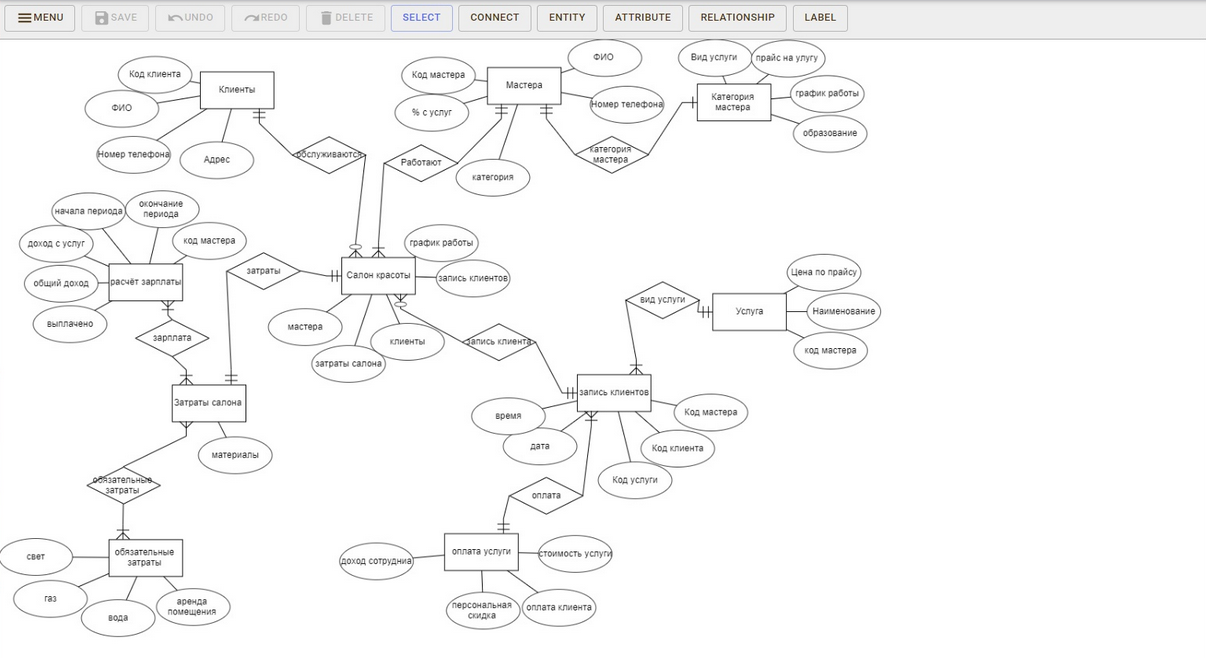 MENU
SAVE
UNDO
REDO
DELETE
SELECT
CONNECT
ENTITY
ATTRIBUTE
RELATIONSHIP
LABEL
Код клиента
ФИО
Номер телефона
Адрес
Клиенты
обслуживаются
Код мастера
% с услуг
Мастера
ФИО
Номер телефона
категория
Работают
категория
мастера
Вид услуги
прайс на улугу
Категория
мастера
график работы
образование
начала периода
окончание
периода
доход с услуг
код мастера
общий доход
расчёт зарплаты
выплачено
зарплата
затраты
Салон красоты
график работы
запись клиентов
мастера
затраты салона
клиенты
запись клиента
вид услуги
Услуга
Цена по прайсу
Наименование
код мастера
Затраты салона
материалы
запись клиентов
время
дата
Код мастера
Код клиента
Код услуги
обязательные
затраты
оплата
обязательные
затраты
свет
газ
вода
аренда
помещения
оплата услуги
доход сотрудниа
стоимость услуги
персональная
скидка
оплата клиента